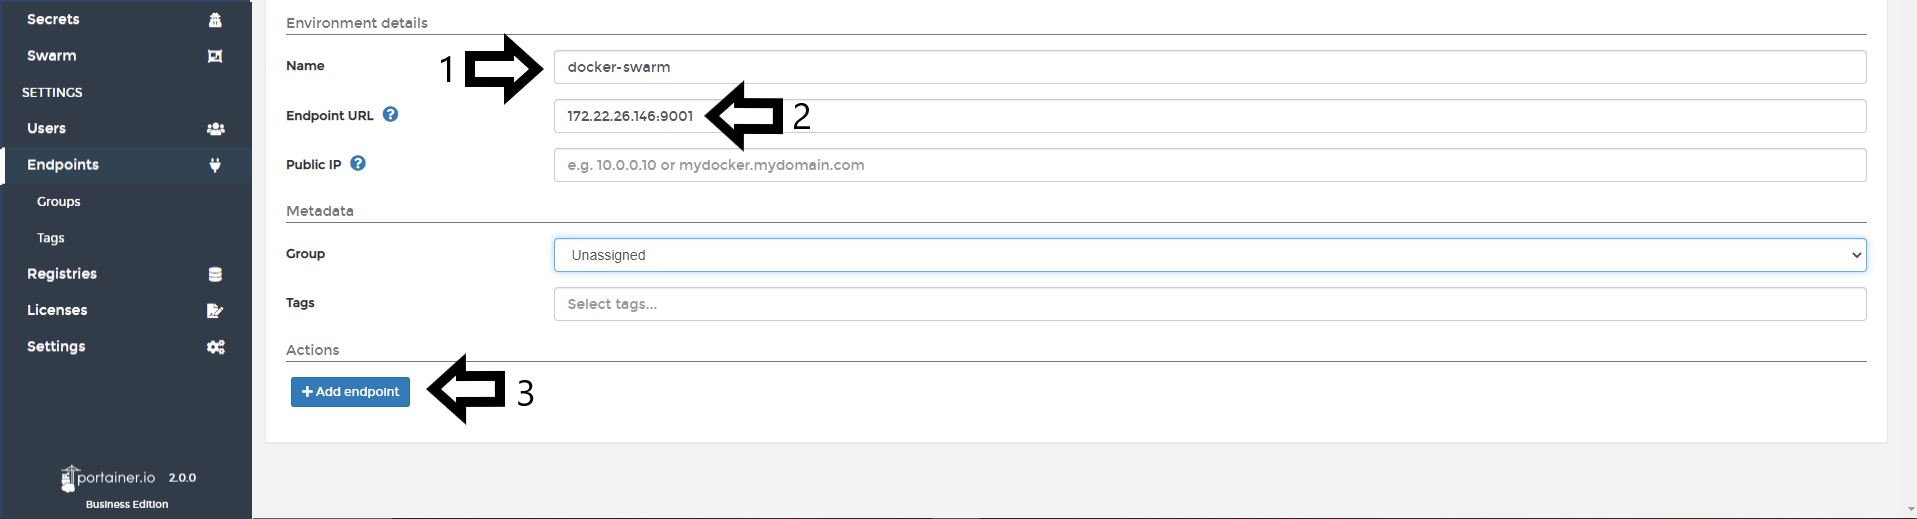 Secrets
Swarm
SETTINGS
Users
Endpoints
Groups
Tags
Registries
Licenses
Settings
portainer.io 2.0.0
Business Edition
Environment details
Name
1
docker-swarm
Endpoint URL
172.22.26.146:9001
2
Public IP
e.g. 10.0.0.10 or mydocker.mydomain.com
Metadata
Group
Unassigned
Tags
Select tags...
Actions
+ Add endpoint
3